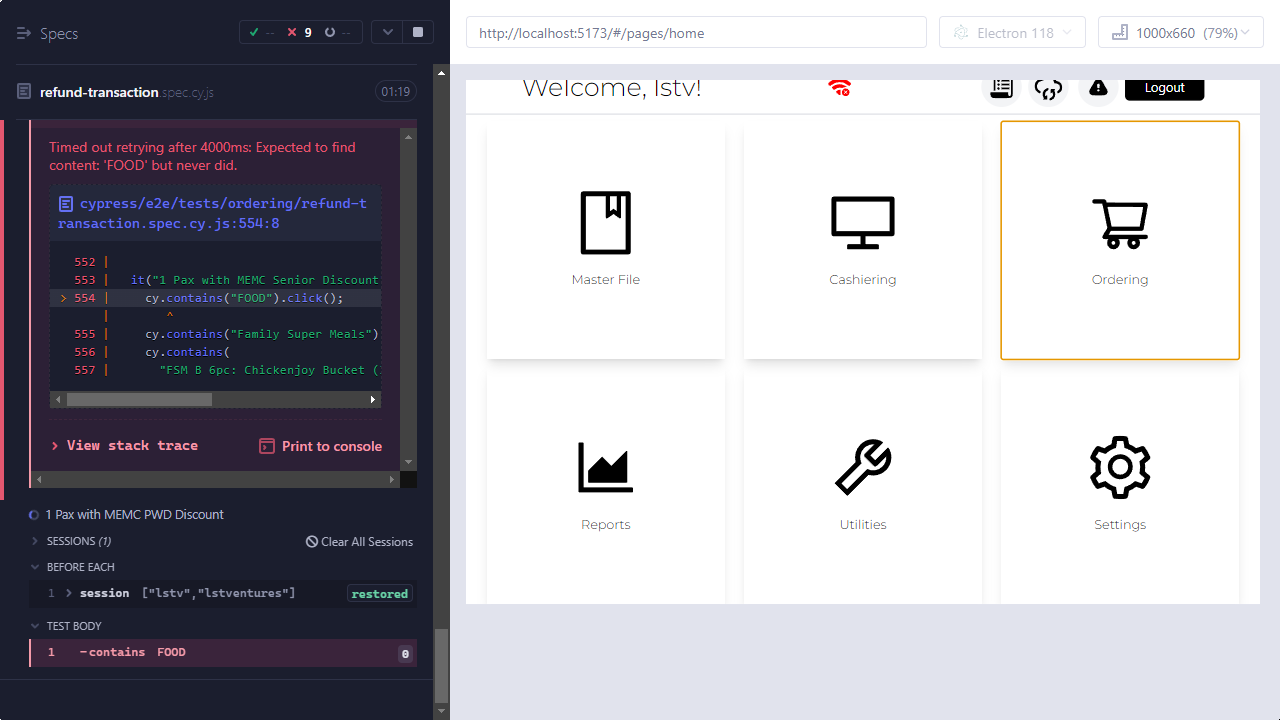 Specs
-- 9 --
refund-transaction.spec.cy.js
01:19
Timed out retrying after 4000ms: Expected to find
content: 'FOOD' but never did.
cypress/e2e/tests/ordering/refund-t
ransaction.spec.cy.js:554:8
552 |
553 | it("1 Pax with MEMC Senior Discount
> 554 | cy.contains("FOOD").click();
| ^
555 | cy.contains("Family Super Meals")
556 | cy.contains(
557 | "FSM B 6pc: Chickenjoy Bucket (
> View stack trace
Print to console
1 Pax with MEMC PWD Discount
SESSIONS (1)
Clear All Sessions
BEFORE EACH
1 > session ["lstv","lstventures"] restored
TEST BODY
1 -contains FOOD 0
http://localhost:5173/#/pages/home
Electron 118
1000x660 (79%)
Welcome, lstv!
Logout
Master File
Cashiering
Ordering
Reports
Utilities
Settings